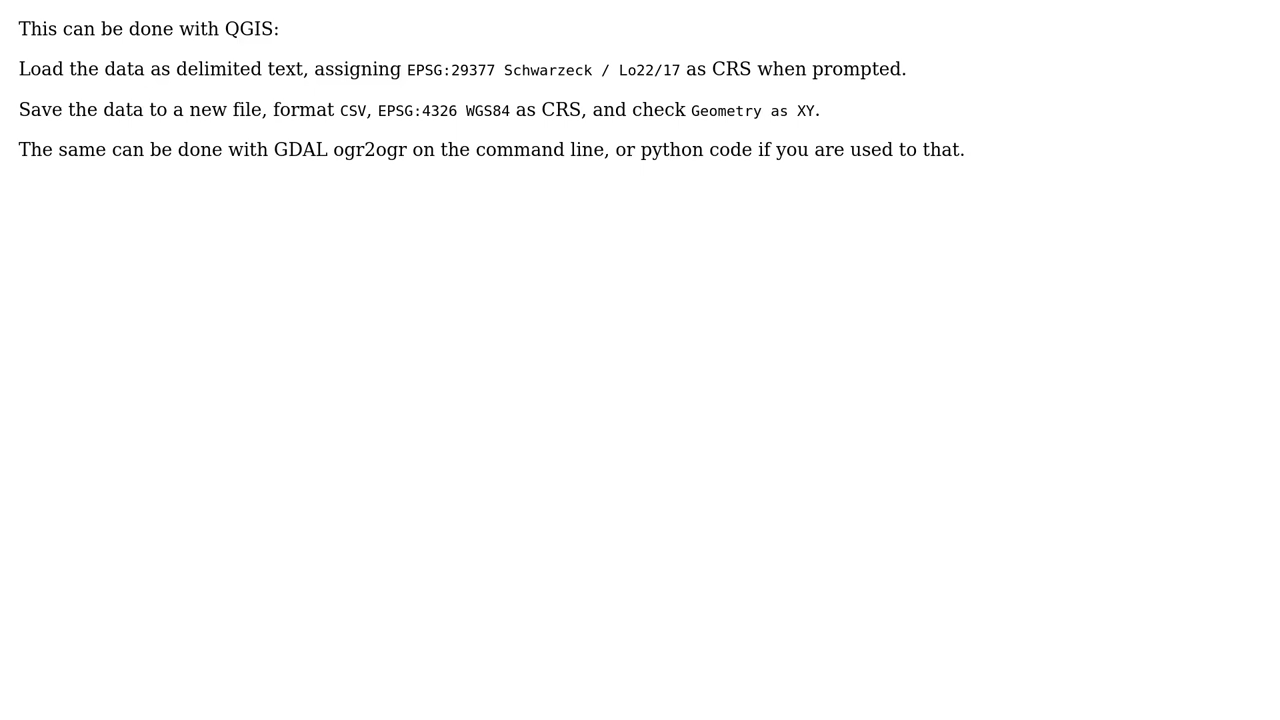 This can be done with QGIS:
Load the data as delimited text, assigning EPSG:29377 Schwarzeck / Lo22/17 as CRS when prompted.
Save the data to a new file, format CSV, EPSG:4326 WGS84 as CRS, and check Geometry as XY.
The same can be done with GDAL ogr2ogr on the command line, or python code if you are used to that.